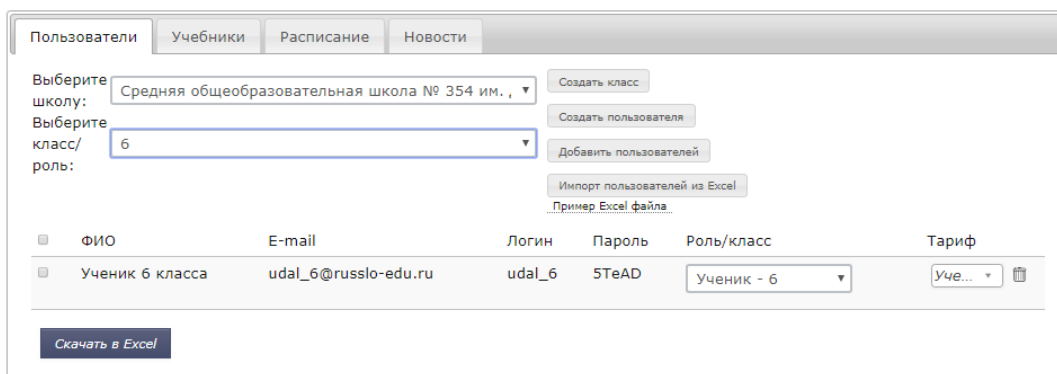 Пользователи Учебники Расписание Новости
Выберите школу: Средняя общеобразовательная школа № 354 им. ,
Создать класс
Создать пользователя
Выберите класс/ роль: 6
Добавить пользователей
Импорт пользователей из Excel
Пример Excel файла
ФИО E-mail Логин Пароль Роль/класс Тариф
Ученик 6 класса udal_6@russlo-edu.ru udal_6 5TeAD Ученик - 6 Уче...
Скачать в Excel